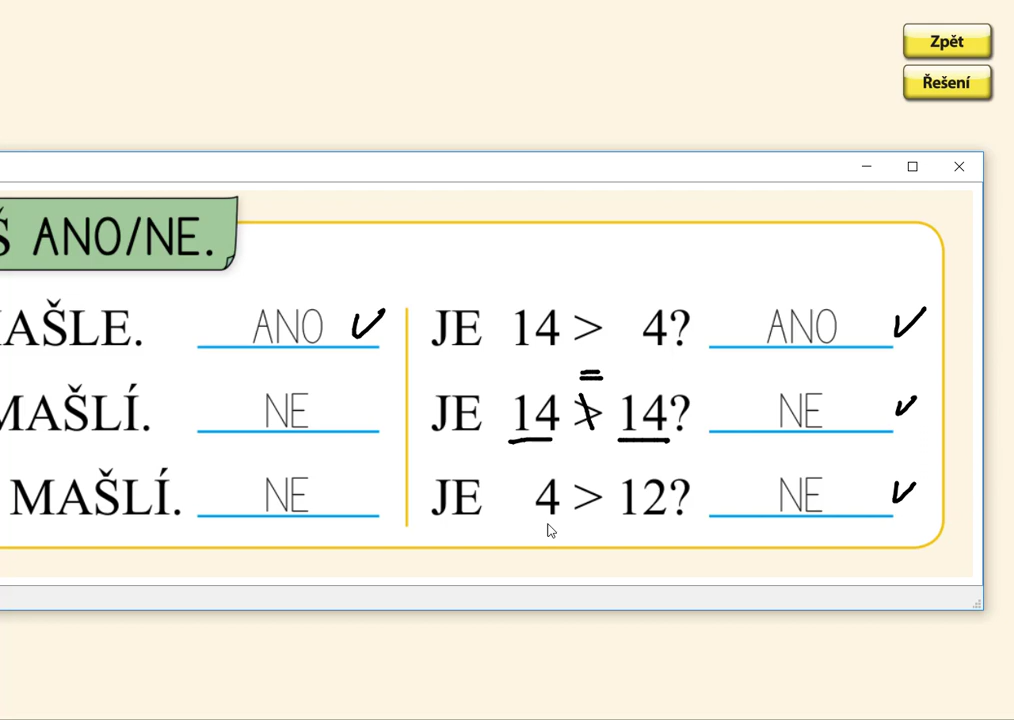 Zpět
Řešení
Š ANO/NE.
AŠLE. ANO
JE 14 > 4? ANO
=
MAŠLÍ. NE
JE 14 > 14? NE
MAŠLÍ. NE
JE 4 > 12? NE